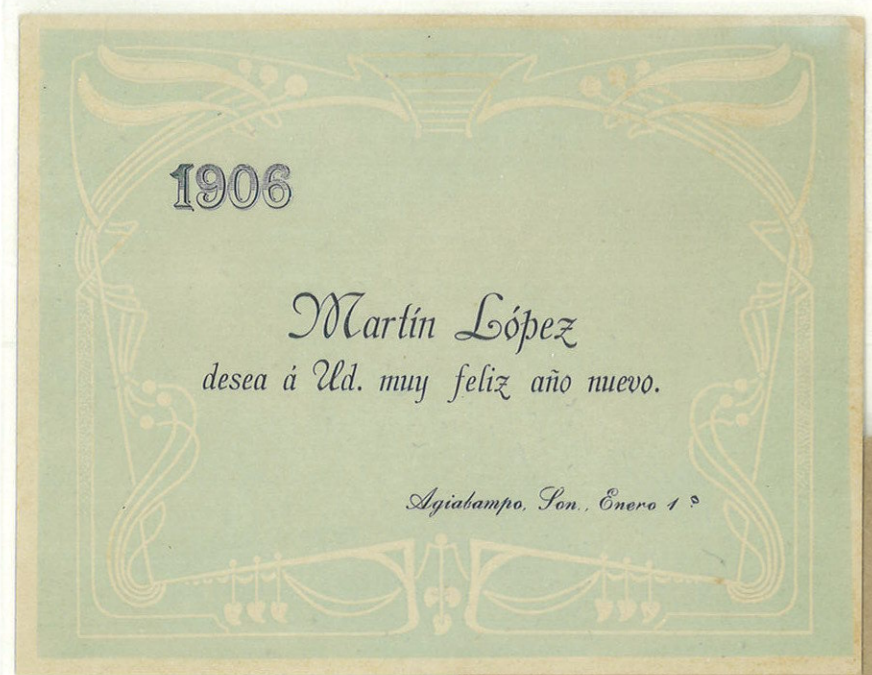 1906
Martín López
desea á Ud. muy feliz año nuevo.
Agiabampo, Son., Enero 1º